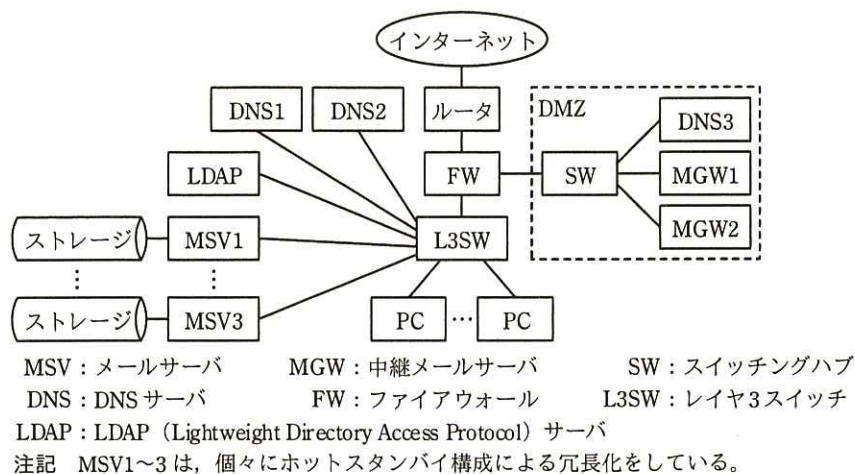 インターネット
DNS1 DNS2 ルータ DMZ
DNS3
LDAP FW SW MGW1
MGW2
ストレージ MSV1 L3SW
⋮ ⋮
ストレージ MSV3 PC … PC
MSV：メールサーバ MGW：中継メールサーバ SW：スイッチングハブ
DNS：DNSサーバ FW：ファイアウォール L3SW：レイヤ3スイッチ
LDAP：LDAP（Lightweight Directory Access Protocol）サーバ
注記 MSV1～3は，個々にホットスタンバイ構成による冗長化をしている。